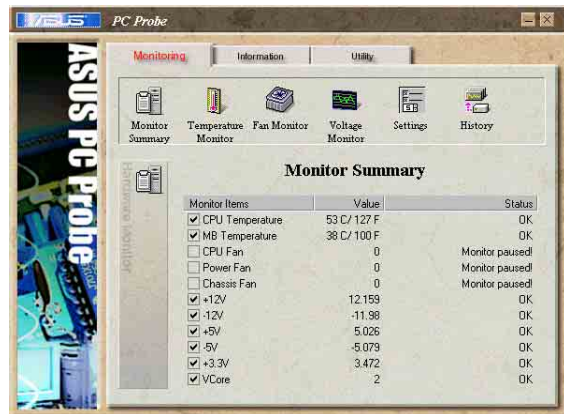 /ISUS PC Probe
ASUS PC Probe
Monitoring Information Utility
Monitor Summary
Temperature Monitor
Fan Monitor
Voltage Monitor
Settings
History
Hardware Monitor
Monitor Summary
Monitor Items Value Status
CPU Temperature 53 C/ 127 F OK
MB Temperature 38 C/ 100 F OK
CPU Fan 0 Monitor paused!
Power Fan 0 Monitor paused!
Chassis Fan 0 Monitor paused!
+12V 12.159 OK
-12V -11.98 OK
+5V 5.026 OK
-5V -5.079 OK
+3.3V 3.472 OK
VCore 2 OK